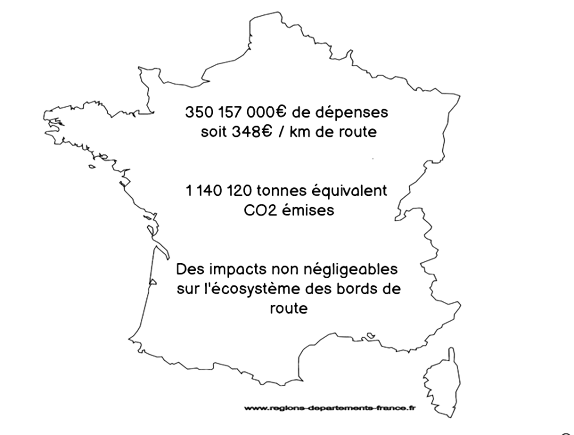 350 157 000€ de dépenses
soit 348€ / km de route
1 140 120 tonnes équivalent
CO2 émises
Des impacts non négligeables
sur l'écosystème des bords de
route
www.regions-departements-france.fr